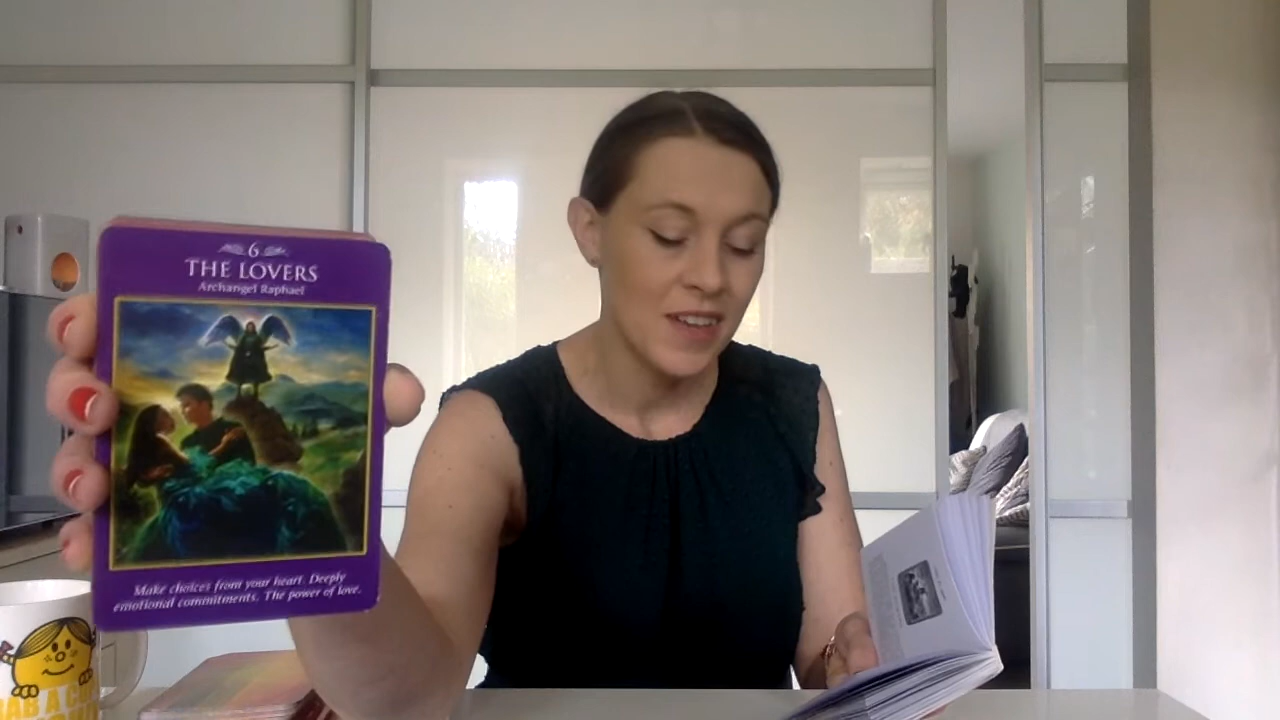 6
THE LOVERS
Archangel Raphael
Make choices from your heart. Deeply
emotional commitments. The power of love.